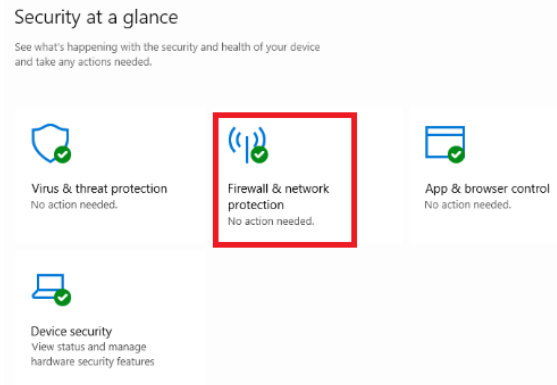 Security at a glance
See what's happening with the security and health of your device
and take any actions needed.
Virus & threat protection
No action needed.
Firewall & network
protection
No action needed.
App & browser control
No action needed.
Device security
View status and manage
hardware security features